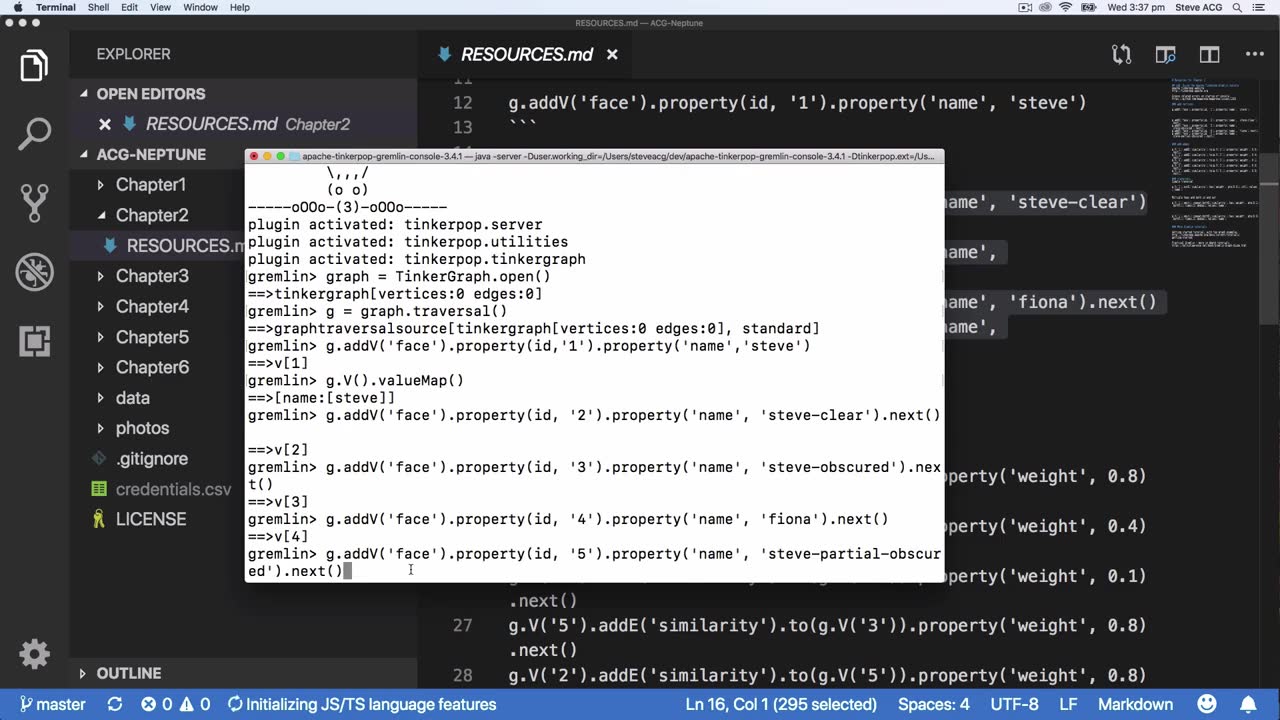 Terminal Shell Edit View Window Help Wed 3:37 pm Steve ACG
RESOURCES.md — ACG-Neptune
EXPLORER
OPEN EDITORS
RESOURCES.md Chapter2
ACG-NEPTUNE
Chapter1
Chapter2
RESOURCES.m
Chapter3
Chapter4
Chapter5
Chapter6
data
photos
.gitignore
credentials.csv
LICENSE
OUTLINE
RESOURCES.md
11
12 g.addV('face').property(id, '1').property('name', 'steve')
13 ```
name', 'steve-clear')
name',
name', 'fiona').next()
name',
property('weight', 0.8)
property('weight', 0.4)
property('weight', 0.1)
.next()
27 g.V('5').addE('similarity').to(g.V('3')).property('weight', 0.8)
.next()
28 g.V('2').addE('similarity').to(g.V('5')).property('weight', 0.8)
apache-tinkerpop-gremlin-console-3.4.1 — java -server -Duser.working_dir=/Users/steveacg/dev/apache-tinkerpop-gremlin-console-3.4.1 -Dtinkerpop.ext=/Us...
\,,,/
(o o)
-----oOOo-(3)-oOOo-----
plugin activated: tinkerpop.server
plugin activated: tinkerpop.utilities
plugin activated: tinkerpop.tinkergraph
gremlin> graph = TinkerGraph.open()
==>tinkergraph[vertices:0 edges:0]
gremlin> g = graph.traversal()
==>graphtraversalsource[tinkergraph[vertices:0 edges:0], standard]
gremlin> g.addV('face').property(id,'1').property('name','steve')
==>v[1]
gremlin> g.V().valueMap()
==>[name:[steve]]
gremlin> g.addV('face').property(id, '2').property('name', 'steve-clear').next()
==>v[2]
gremlin> g.addV('face').property(id, '3').property('name', 'steve-obscured').nex
t()
==>v[3]
gremlin> g.addV('face').property(id, '4').property('name', 'fiona').next()
==>v[4]
gremlin> g.addV('face').property(id, '5').property('name', 'steve-partial-obscur
ed').next()
master 0 0 Initializing JS/TS language features Ln 16, Col 1 (295 selected) Spaces: 4 UTF-8 LF Markdown